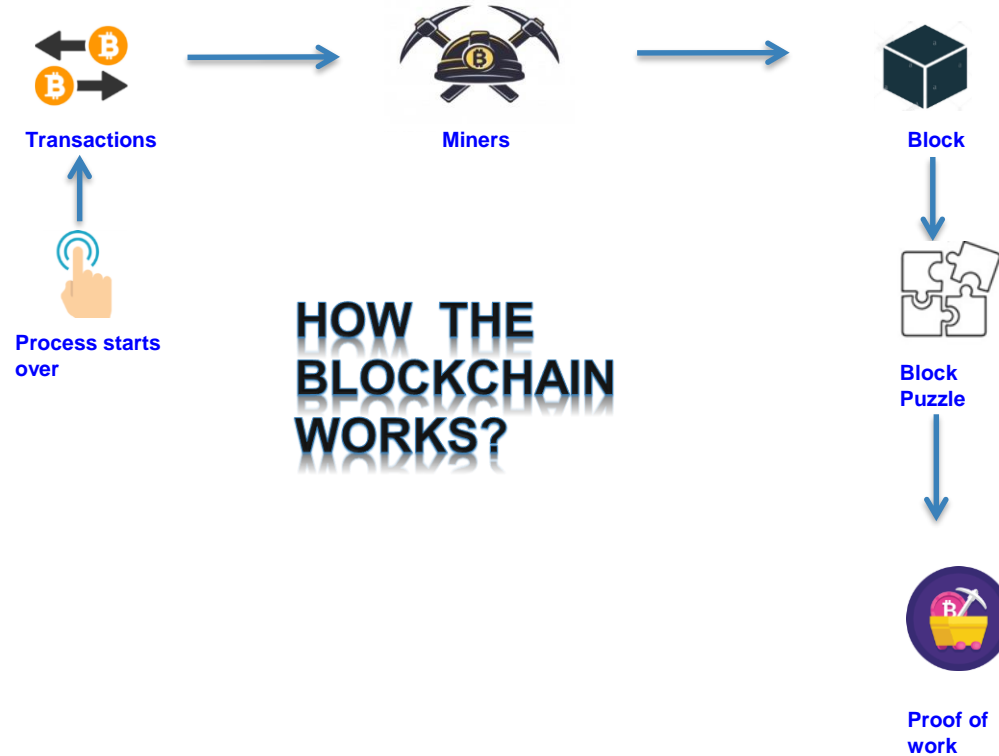 Transactions
Miners
Block
Process starts
over
HOW THE
BLOCKCHAIN
WORKS?
Block
Puzzle
Proof of
work